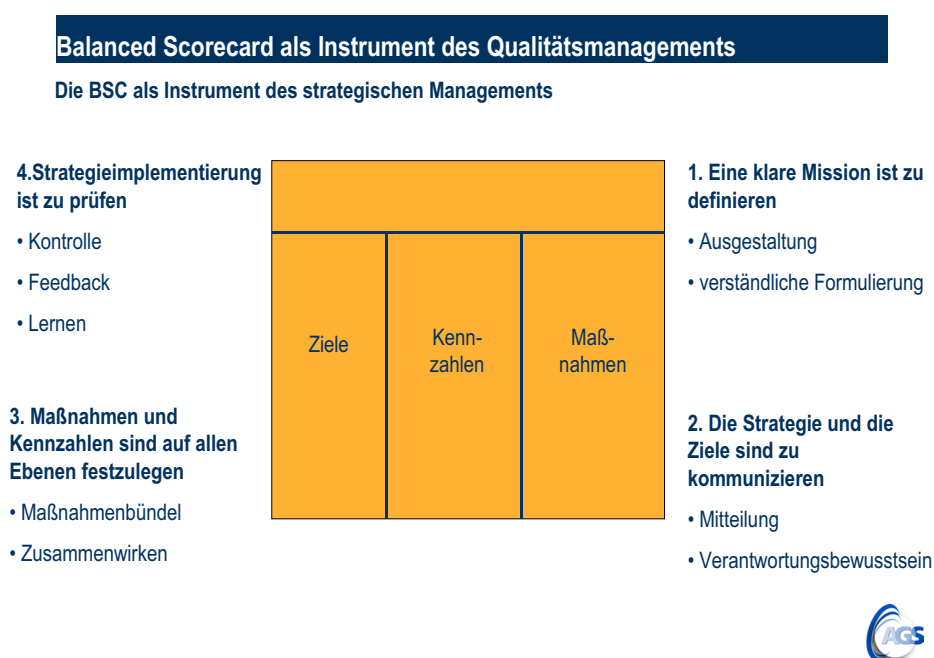 Balanced Scorecard als Instrument des Qualitätsmanagements
Die BSC als Instrument des strategischen Managements
4.Strategieimplementierung
ist zu prüfen
• Kontrolle
• Feedback
• Lernen
1. Eine klare Mission ist zu
definieren
• Ausgestaltung
• verständliche Formulierung
Ziele
Kenn-
zahlen
Maß-
nahmen
3. Maßnahmen und
Kennzahlen sind auf allen
Ebenen festzulegen
• Maßnahmenbündel
• Zusammenwirken
2. Die Strategie und die
Ziele sind zu
kommunizieren
• Mitteilung
• Verantwortungsbewusstsein
AGS